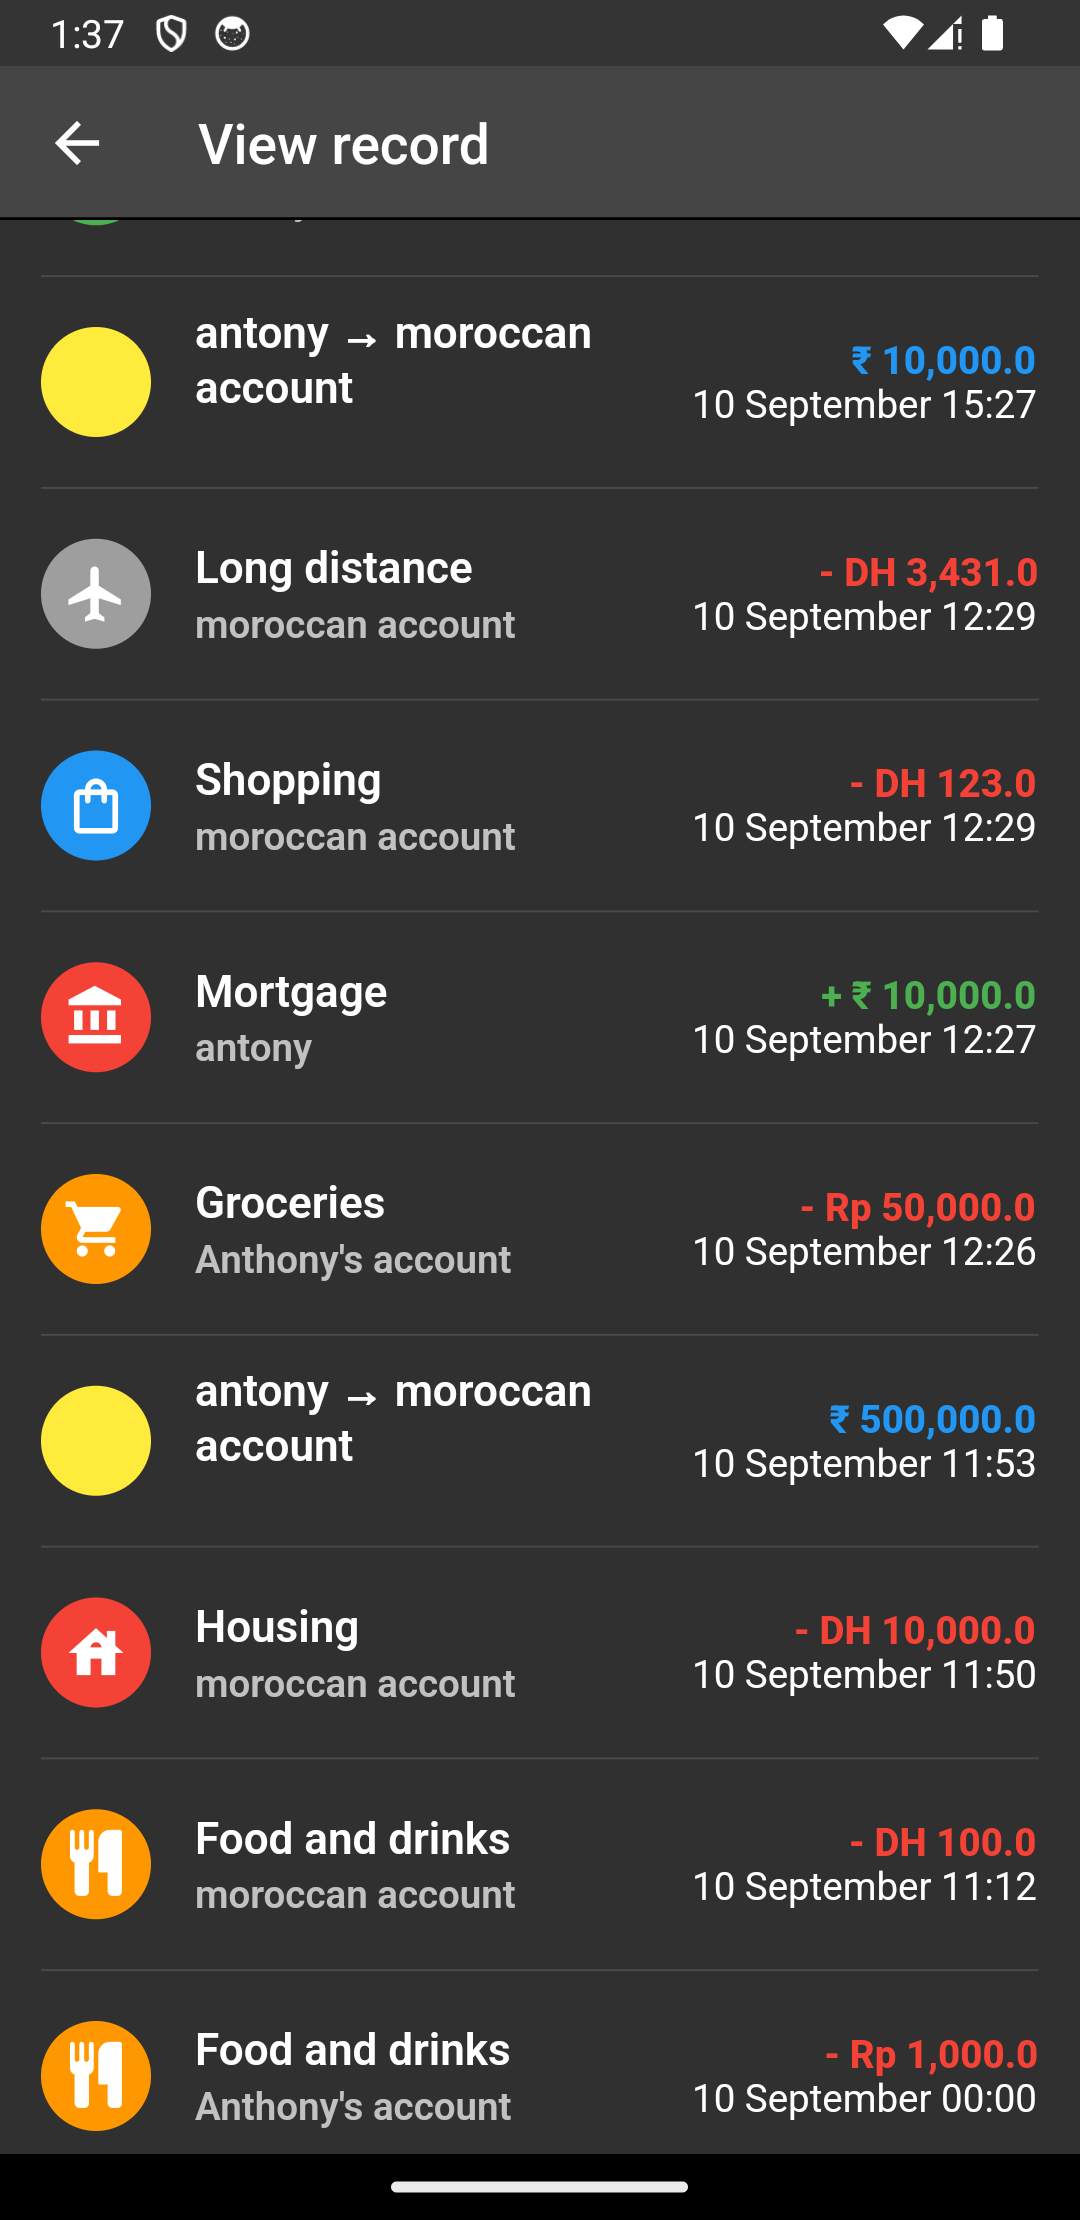 1:37
View record
antony → moroccan
account
₹ 10,000.0
10 September 15:27
Long distance
moroccan account
- DH 3,431.0
10 September 12:29
Shopping
moroccan account
- DH 123.0
10 September 12:29
Mortgage
antony
+ ₹ 10,000.0
10 September 12:27
Groceries
Anthony's account
- Rp 50,000.0
10 September 12:26
antony → moroccan
account
₹ 500,000.0
10 September 11:53
Housing
moroccan account
- DH 10,000.0
10 September 11:50
Food and drinks
moroccan account
- DH 100.0
10 September 11:12
Food and drinks
Anthony's account
- Rp 1,000.0
10 September 00:00